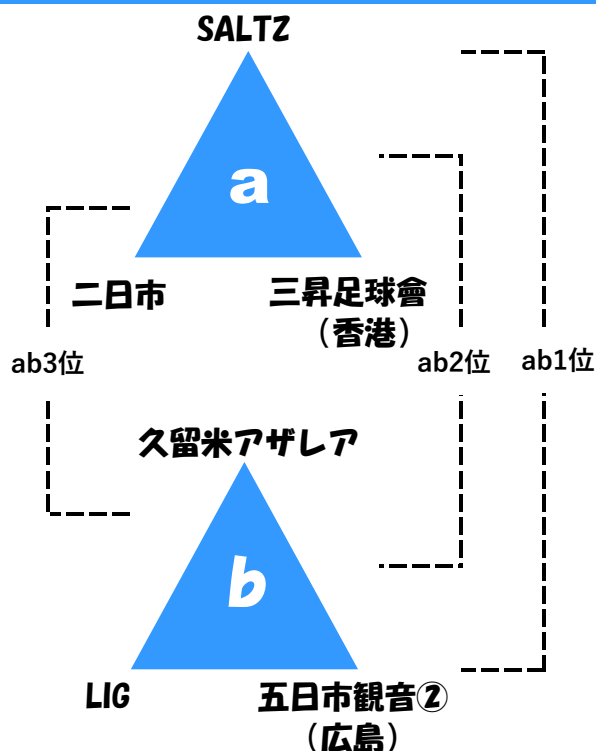 SALTZ
a
二日市
三昇足球會
（香港）
ab3位
ab2位
ab1位
久留米アザレア
b
LIG
五日市観音②
（広島）